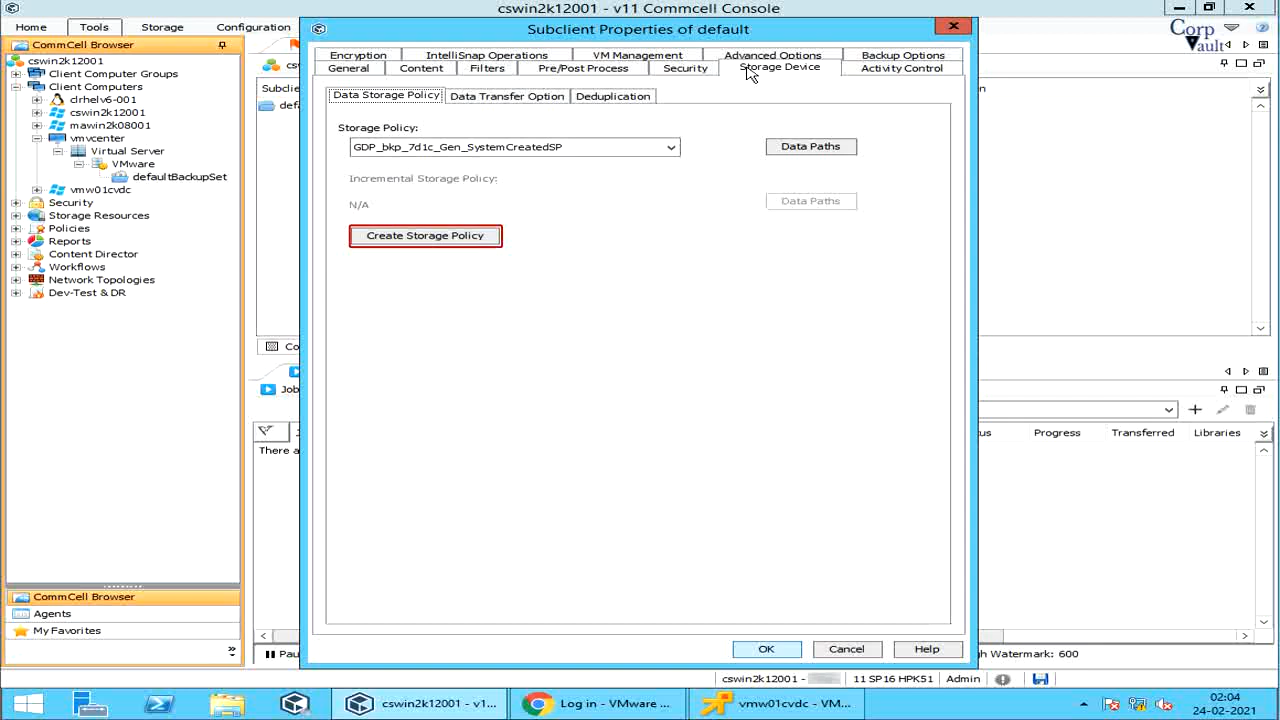 cswin2k12001 - v11 Commcell Console
Home Tools Storage Configuration
Corp
Vault
CommCell Browser
cswin2k12001
Client Computer Groups
Client Computers
clrhelv6-001
cswin2k12001
mawin2k08001
vmvcenter
Virtual Server
VMware
defaultBackupSet
vmw01cvdc
Security
Storage Resources
Policies
Reports
Content Director
Workflows
Network Topologies
Dev-Test & DR
CommCell Browser
Agents
My Favorites
Subclie
Job
Subclient Properties of default
Encryption IntelliSnap Operations VM Management Advanced Options Backup Options
General Content Filters Pre/Post Process Security Storage Device Activity Control
Data Storage Policy Data Transfer Option Deduplication
Storage Policy:
GDP_bkp_7d1c_Gen_SystemCreatedSP
Data Paths
Incremental Storage Policy:
N/A
Data Paths
Create Storage Policy
OK Cancel Help
Progress Transferred Libraries
There a
Pau
h Watermark: 600
cswin2k12001 - 11 SP16 HPK51 Admin
cswin2k12001 - v1... Log in - VMware ... vmw01cvdc - VM...
02:04
24-02-2021